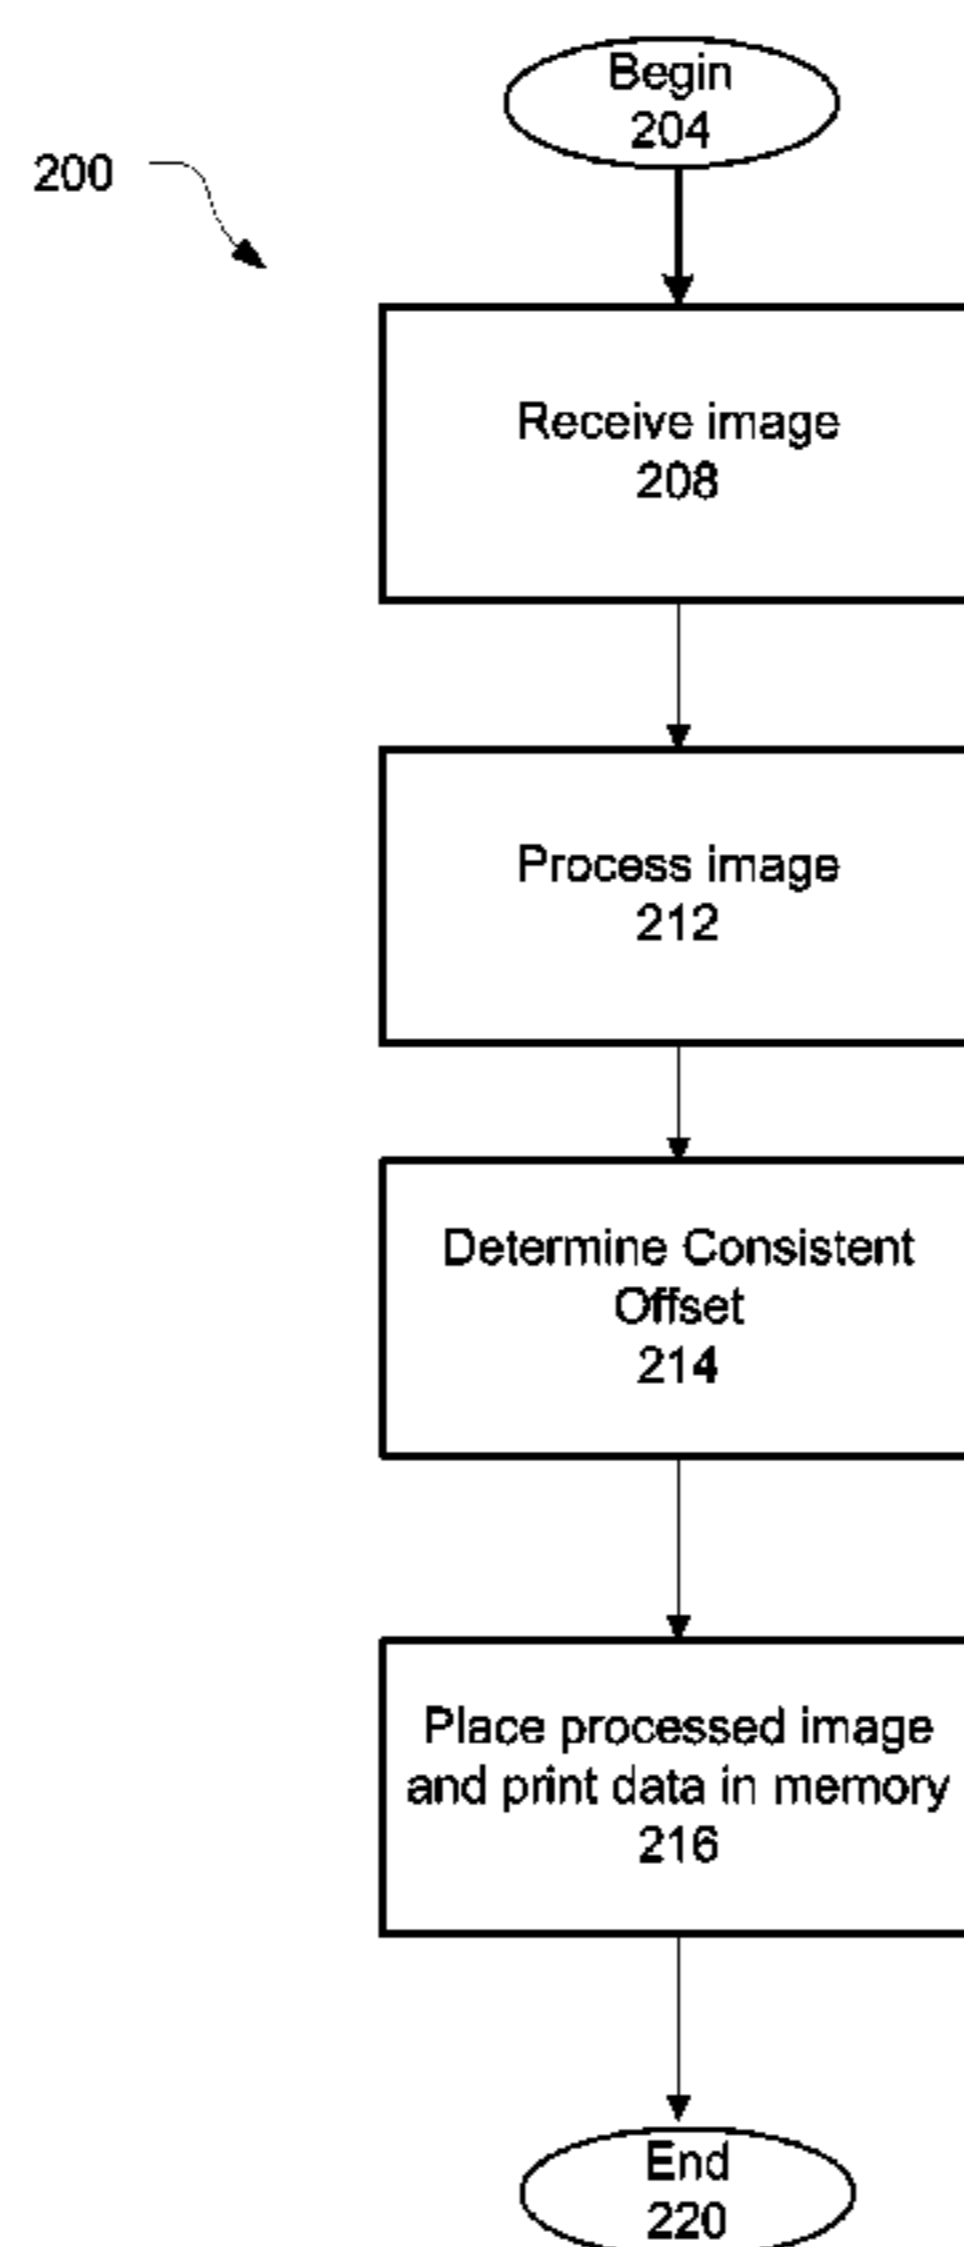 Begin
204
200
Receive image
208
Process image
212
Determine Consistent
Offset
214
Place processed image
and print data in memory
216
End
220